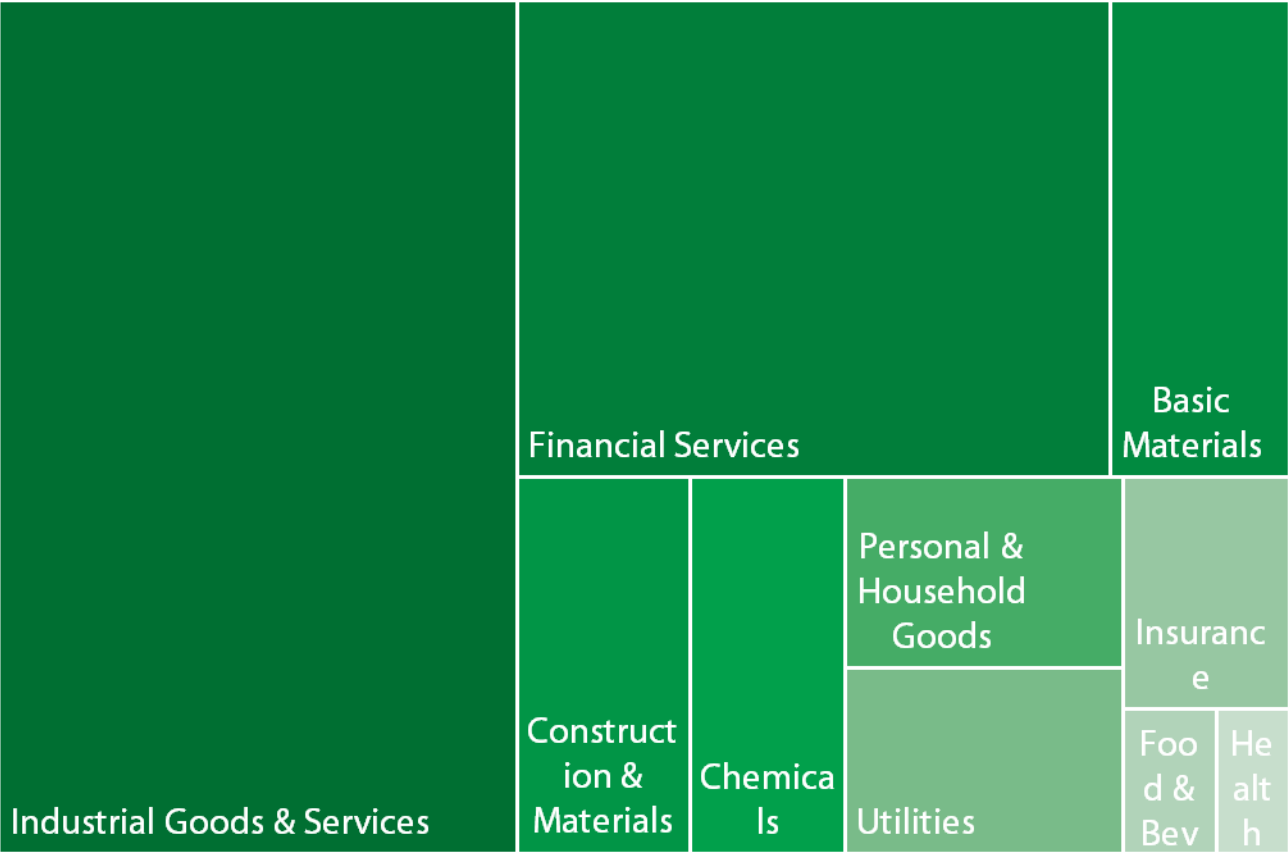 Industrial Goods & Services
Financial Services
Basic
Materials
Construct
ion &
Materials
Chemica
ls
Personal &
Household
Goods
Utilities
Insuranc
e
Foo
d &
Bev
He
alt
h